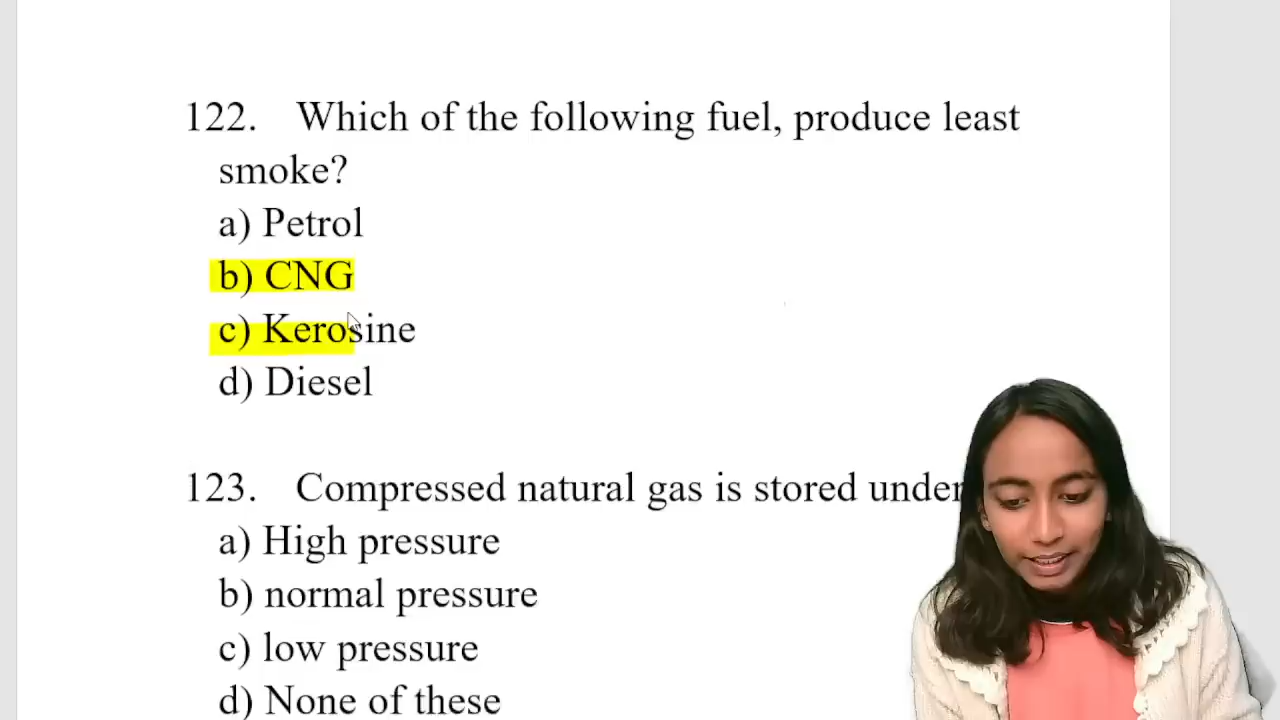 122. Which of the following fuel, produce least
smoke?
a) Petrol
b) CNG
c) Kerosine
d) Diesel
123. Compressed natural gas is stored under
a) High pressure
b) normal pressure
c) low pressure
d) None of these